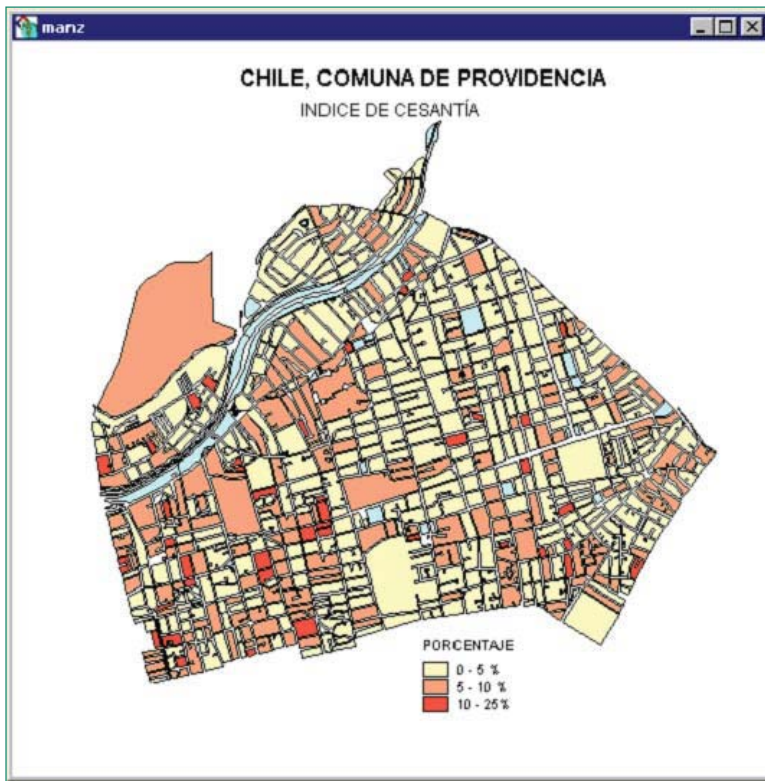 manz
CHILE, COMUNA DE PROVIDENCIA
INDICE DE CESANTÍA
PORCENTAJE
0 - 5 %
5 - 10 %
10 - 25%